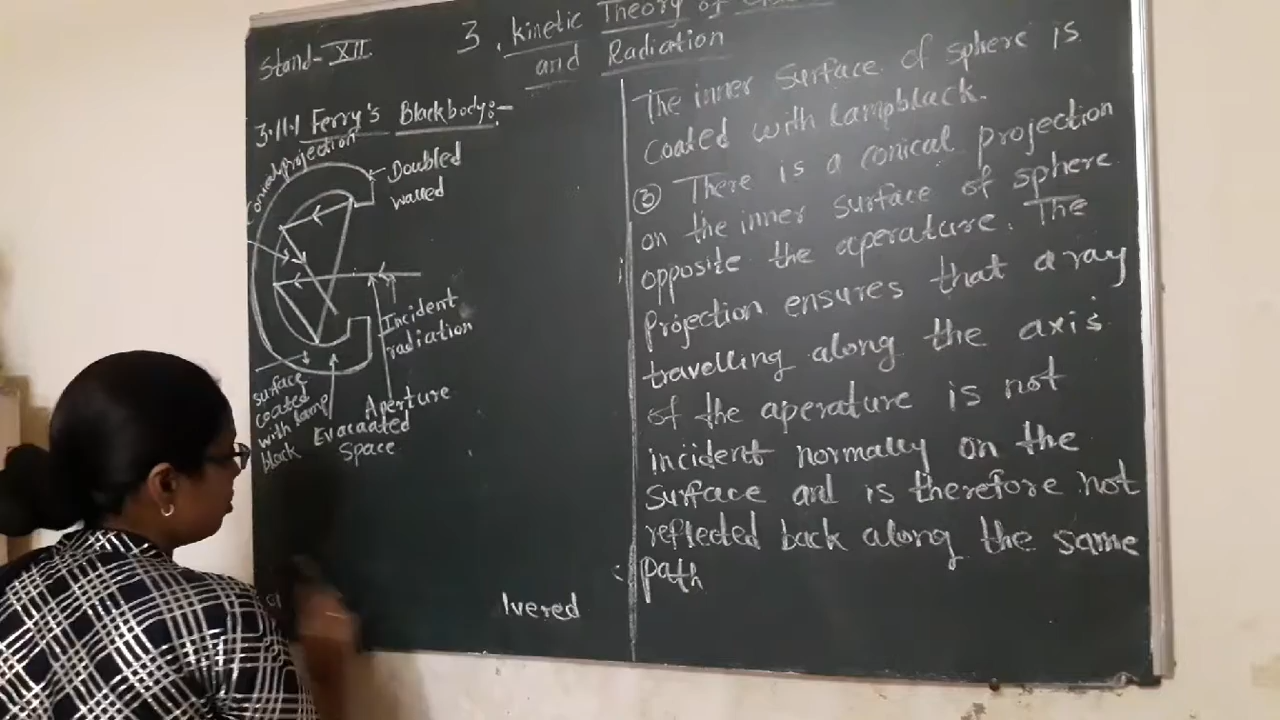 Stand- XII
3. Kinetic Theory of
and Radiation
3.11.1 Ferry's Blackbody:-
Conical projection
Doubled
walled
Incident
radiation
Aperture
Surface
coated
with lamp
black
Evacaated
Space
lvered
The inner surface of sphere is
coated with lampblack.
③ There is a conical projection
on the inner surface of sphere
opposite the aperature. The
Projection ensures that a ray
travelling along the axis
of the aperature is not
incident normally on the
surface and is therefore not
reflected back along the same
path